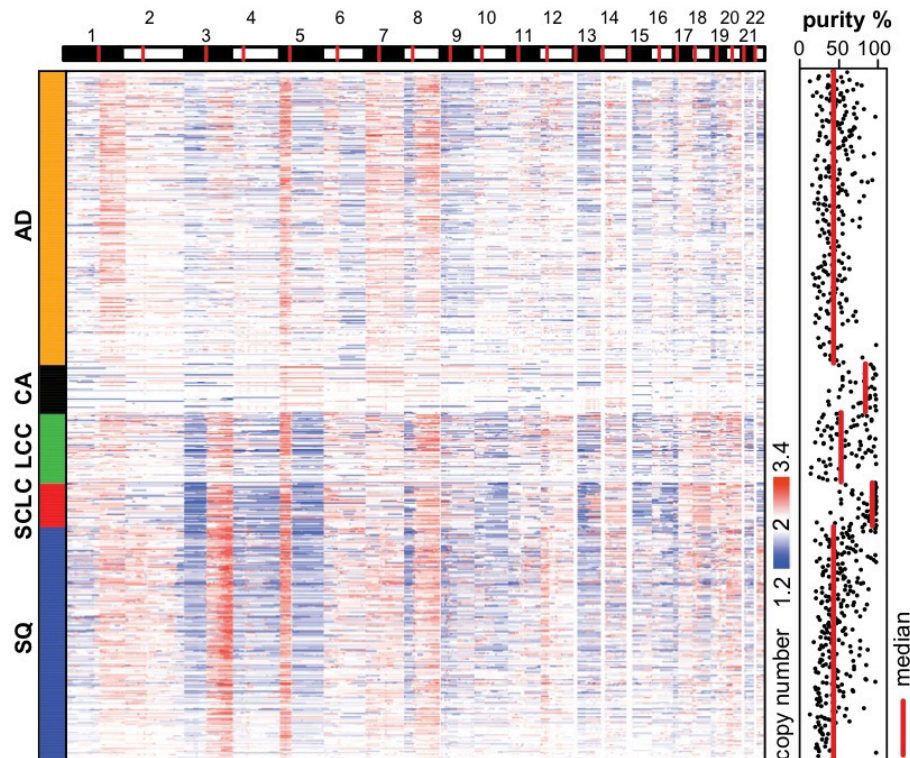 2 4 6 8 10 12 14 16 18 20 22
1 3 5 7 9 11 13 15 17 19 21
purity %
0 50 100
AD
CA
LCC
SCLC
SQ
copy number 1.2 2 3.4
median